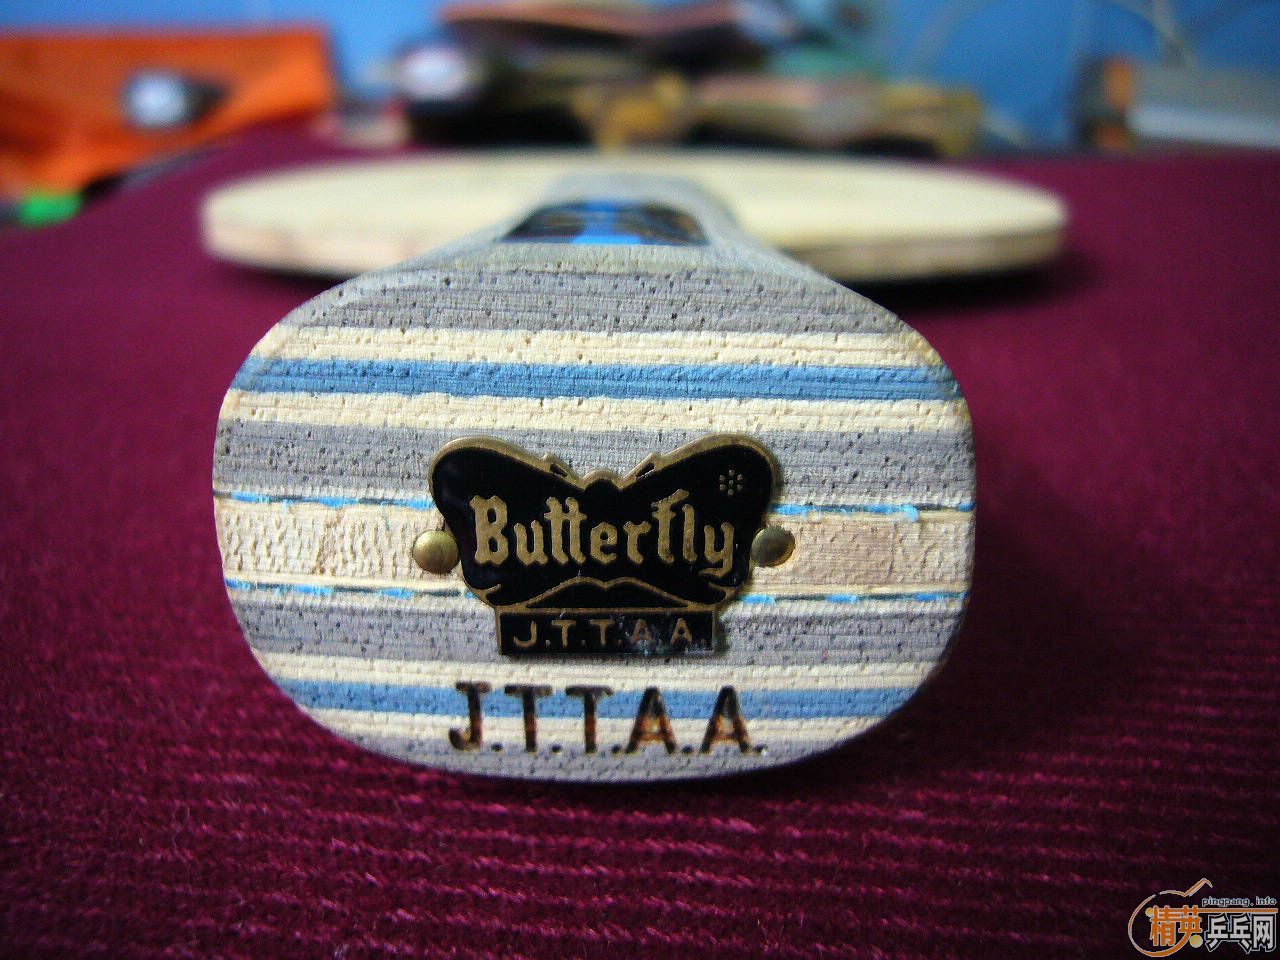 Butterfly
J.T.T.A.A.
J.T.T.A.A.
pingpang.info
精英乒乓网